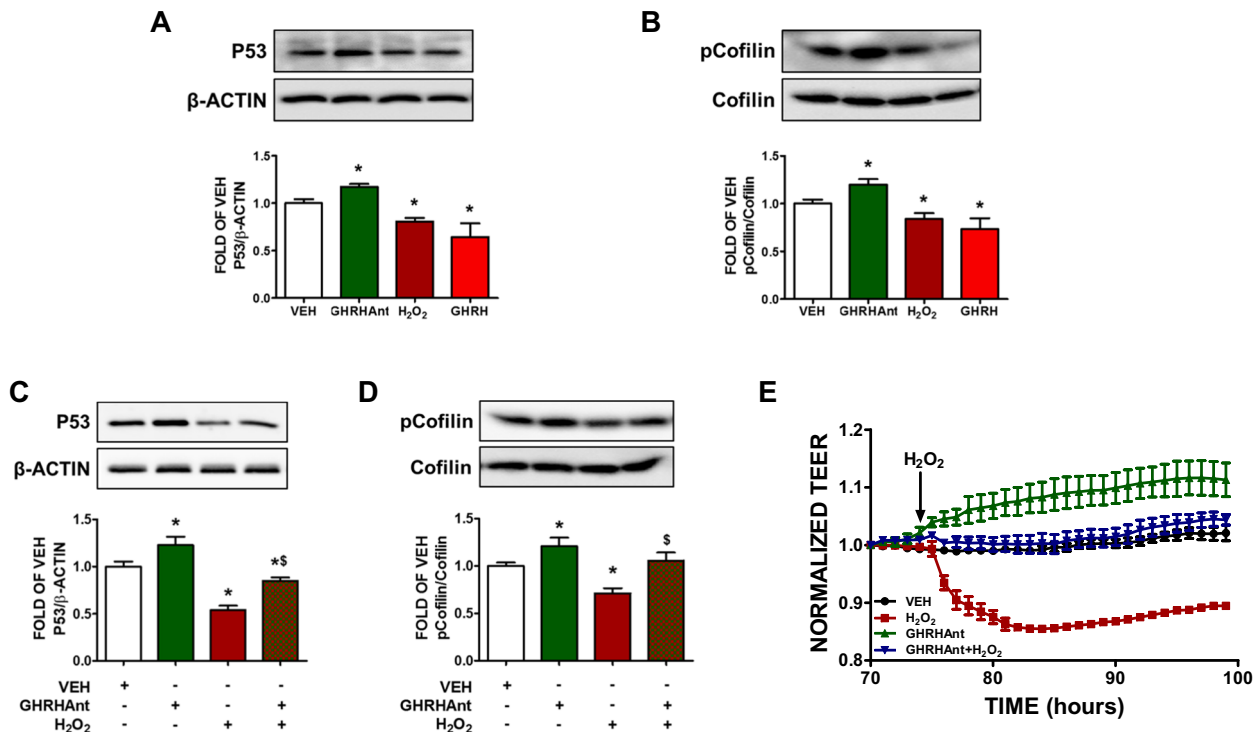 A
P53
β-ACTIN
FOLD OF VEH
P53/β-ACTIN
1.5
1.0
0.5
0.0
*
*
*
VEH GHRHAnt H₂O₂ GHRH
B
pCofilin
Cofilin
FOLD OF VEH
pCofilin/Cofilin
1.5
1.0
0.5
0.0
*
*
*
VEH GHRHAnt H₂O₂ GHRH
C
P53
β-ACTIN
FOLD OF VEH
P53/β-ACTIN
1.5
1.0
0.5
0.0
*
*
*$
VEH + - - -
GHRHAnt - + - +
H₂O₂ - - + +
D
pCofilin
Cofilin
FOLD OF VEH
pCofilin/Cofilin
1.5
1.0
0.5
0.0
*
*
$
+ - - -
- + - +
- - + +
E
NORMALIZED TEER
1.2
1.1
1.0
0.9
0.8
H₂O₂
VEH
H₂O₂
GHRHAnt
GHRHAnt+H₂O₂
70 80 90 100
TIME (hours)